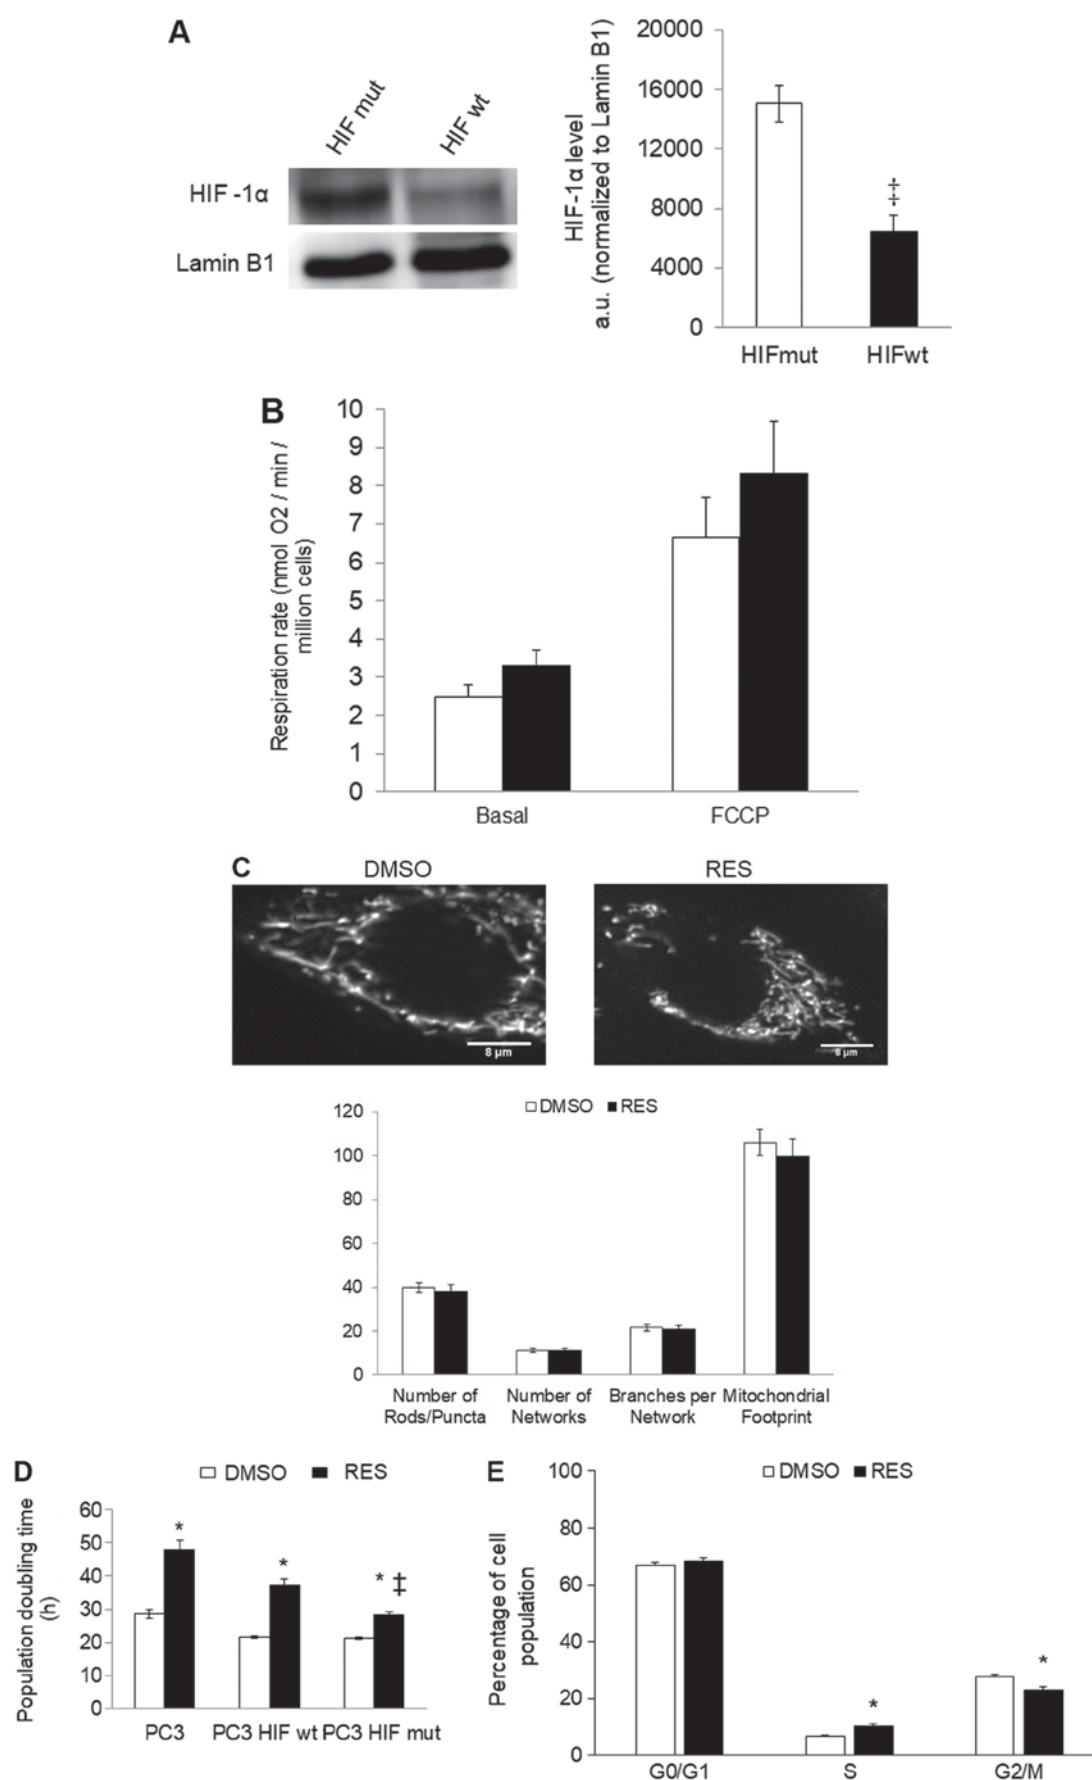 A
HIF mut
HIF wt
HIF -1α
Lamin B1
HIF-1α level
a.u. (normalized to Lamin B1)
20000
16000
12000
8000
4000
0
‡
HIFmut
HIFwt
B
Respiration rate (nmol O2 / min /
million cells)
10
9
8
7
6
5
4
3
2
1
0
Basal
FCCP
C
DMSO
RES
8 μm
8 μm
DMSO
RES
120
100
80
60
40
20
0
Number of
Rods/Puncta
Number of
Networks
Branches per
Network
Mitochondrial
Footprint
D
DMSO
RES
Population doubling time
(h)
60
50
40
30
20
10
0
*
*
* ‡
PC3
PC3 HIF wt
PC3 HIF mut
E
DMSO
RES
Percentage of cell
population
100
80
60
40
20
0
*
*
G0/G1
S
G2/M